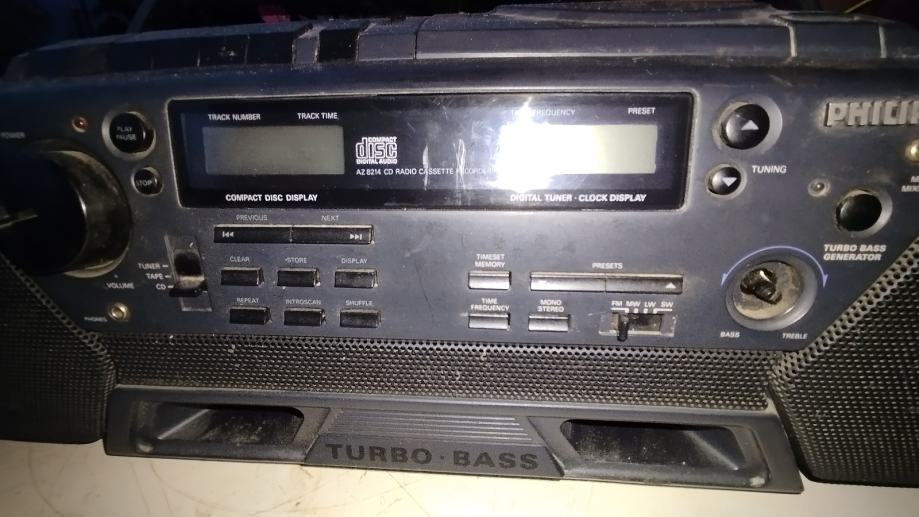 TRACK NUMBER TRACK TIME FREQUENCY PRESET
POWER
PLAY PAUSE
PHILI
COMPACT disc DIGITAL AUDIO
AZ 8214 CD RADIO CASSETTE RECORDER
STOP
TUNING
COMPACT DISC DISPLAY DIGITAL TUNER · CLOCK DISPLAY
PREVIOUS NEXT
TURBO BASS
GENERATOR
CLEAR ·STORE DISPLAY
TIMESET
MEMORY
PRESETS
TUNER
TAPE
CD
VOLUME
REPEAT INTROSCAN SHUFFLE
TIME
FREQUENCY
MONO
STEREO
FM MW LW SW
PHONES
BASS TREBLE
TURBO·BASS